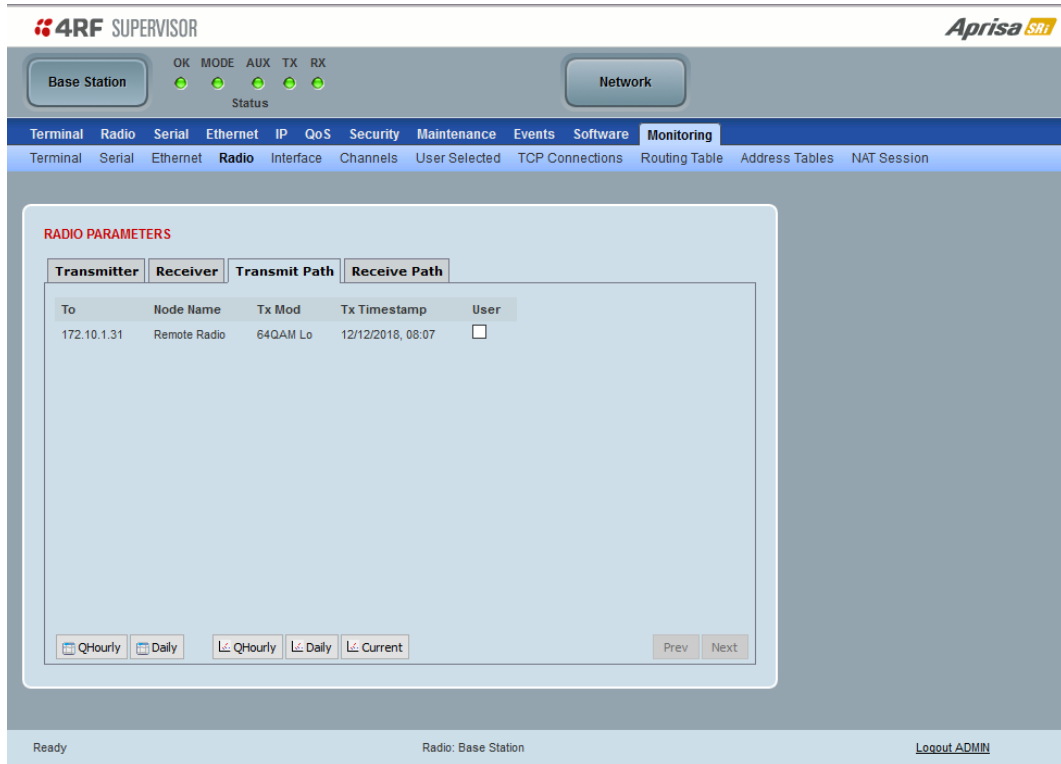 4RF SUPERVISOR
Aprisa SRi
Base Station
OK MODE AUX TX RX
Status
Network
Terminal Radio Serial Ethernet IP QoS Security Maintenance Events Software Monitoring
Terminal Serial Ethernet Radio Interface Channels User Selected TCP Connections Routing Table Address Tables NAT Session
RADIO PARAMETERS
Transmitter Receiver Transmit Path Receive Path
To Node Name Tx Mod Tx Timestamp User
172.10.1.31 Remote Radio 64QAM Lo 12/12/2018, 08:07
QHourly Daily QHourly Daily Current Prev Next
Ready Radio: Base Station Logout ADMIN